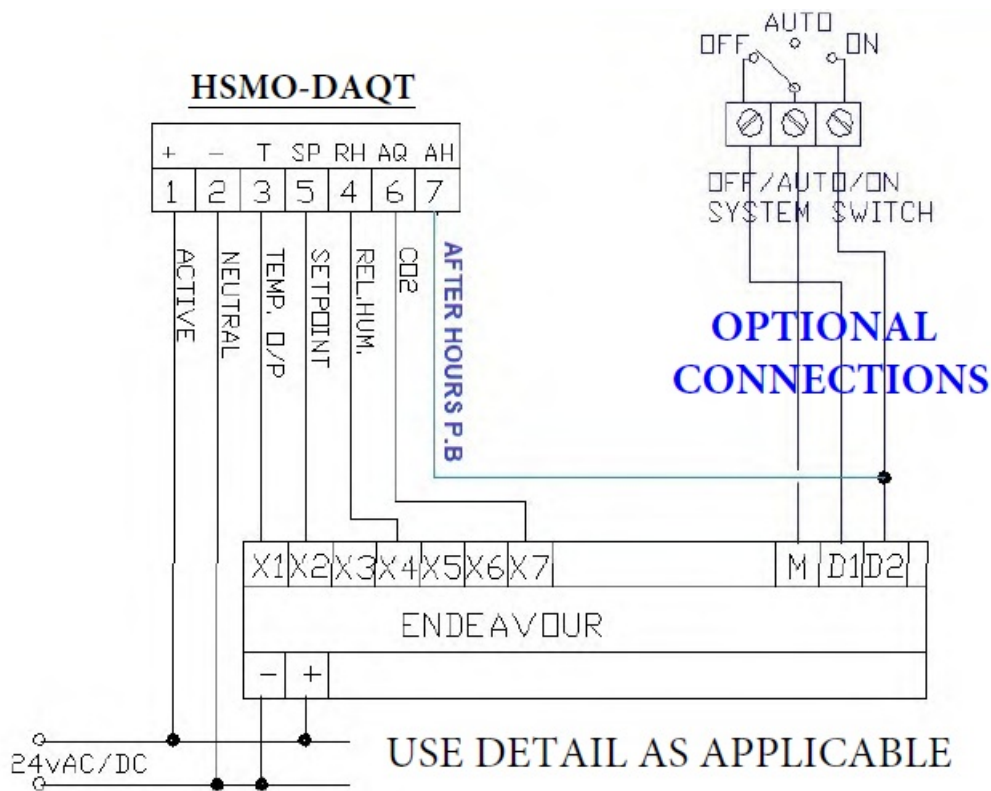 HSMO-DAQT
+ − T SP RH AQ AH
1 2 3 5 4 6 7
ACTIVE
NEUTRAL
TEMP. O/P
SETPOINT
REL.HUM.
CO2
AFTER HOURS P.B
AUTO
OFF
ON
OFF/AUTO/ON
SYSTEM SWITCH
OPTIONAL
CONNECTIONS
X1 X2 X3 X4 X5 X6 X7
M D1 D2
ENDEAVOUR
− +
24vAC/DC
USE DETAIL AS APPLICABLE